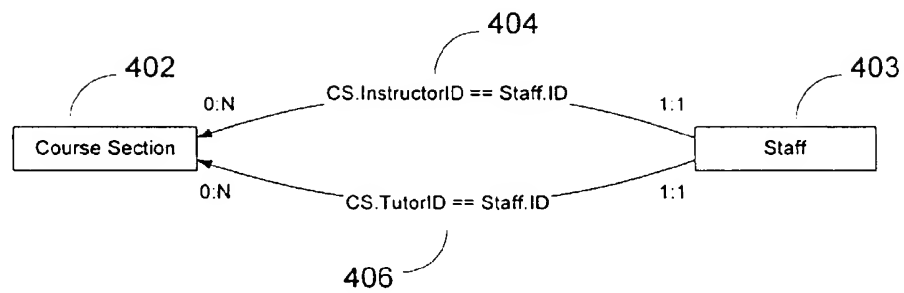 404
402
403
CS.InstructorID == Staff.ID
0:N
1:1
Course Section
Staff
0:N
1:1
CS.TutorID == Staff.ID
406